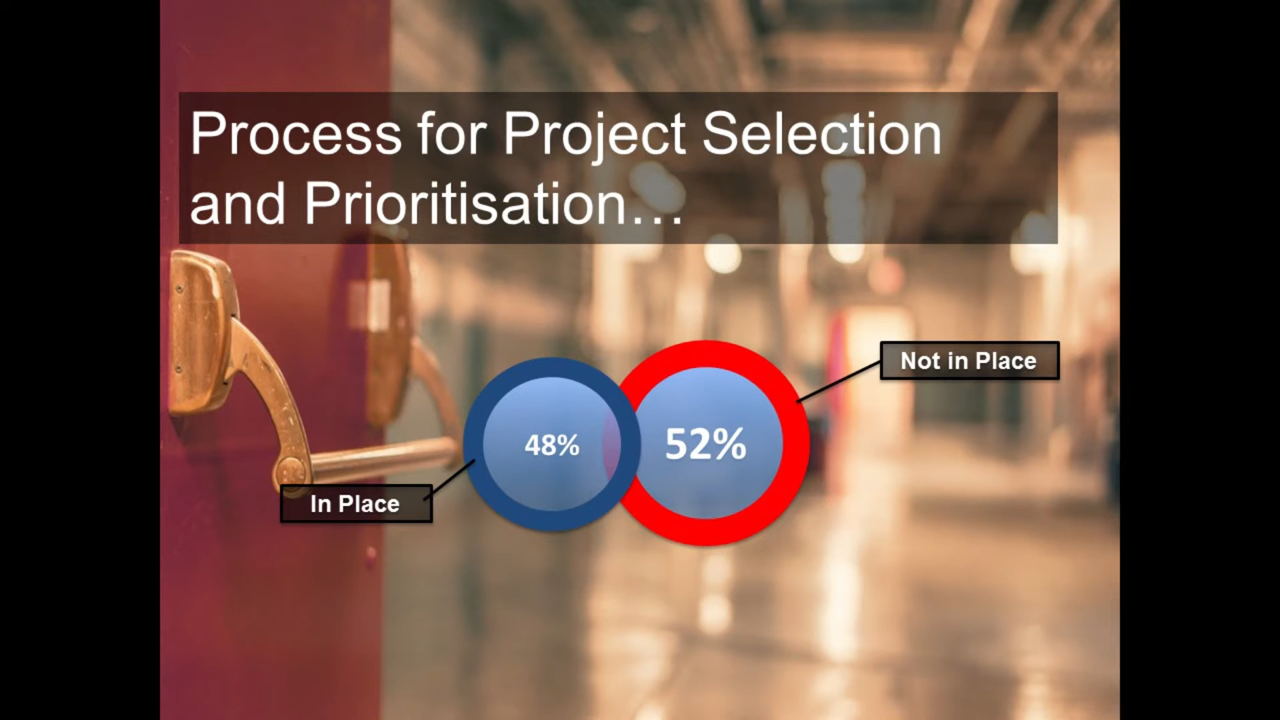 Process for Project Selection
and Prioritisation…
Not in Place
48%
52%
In Place